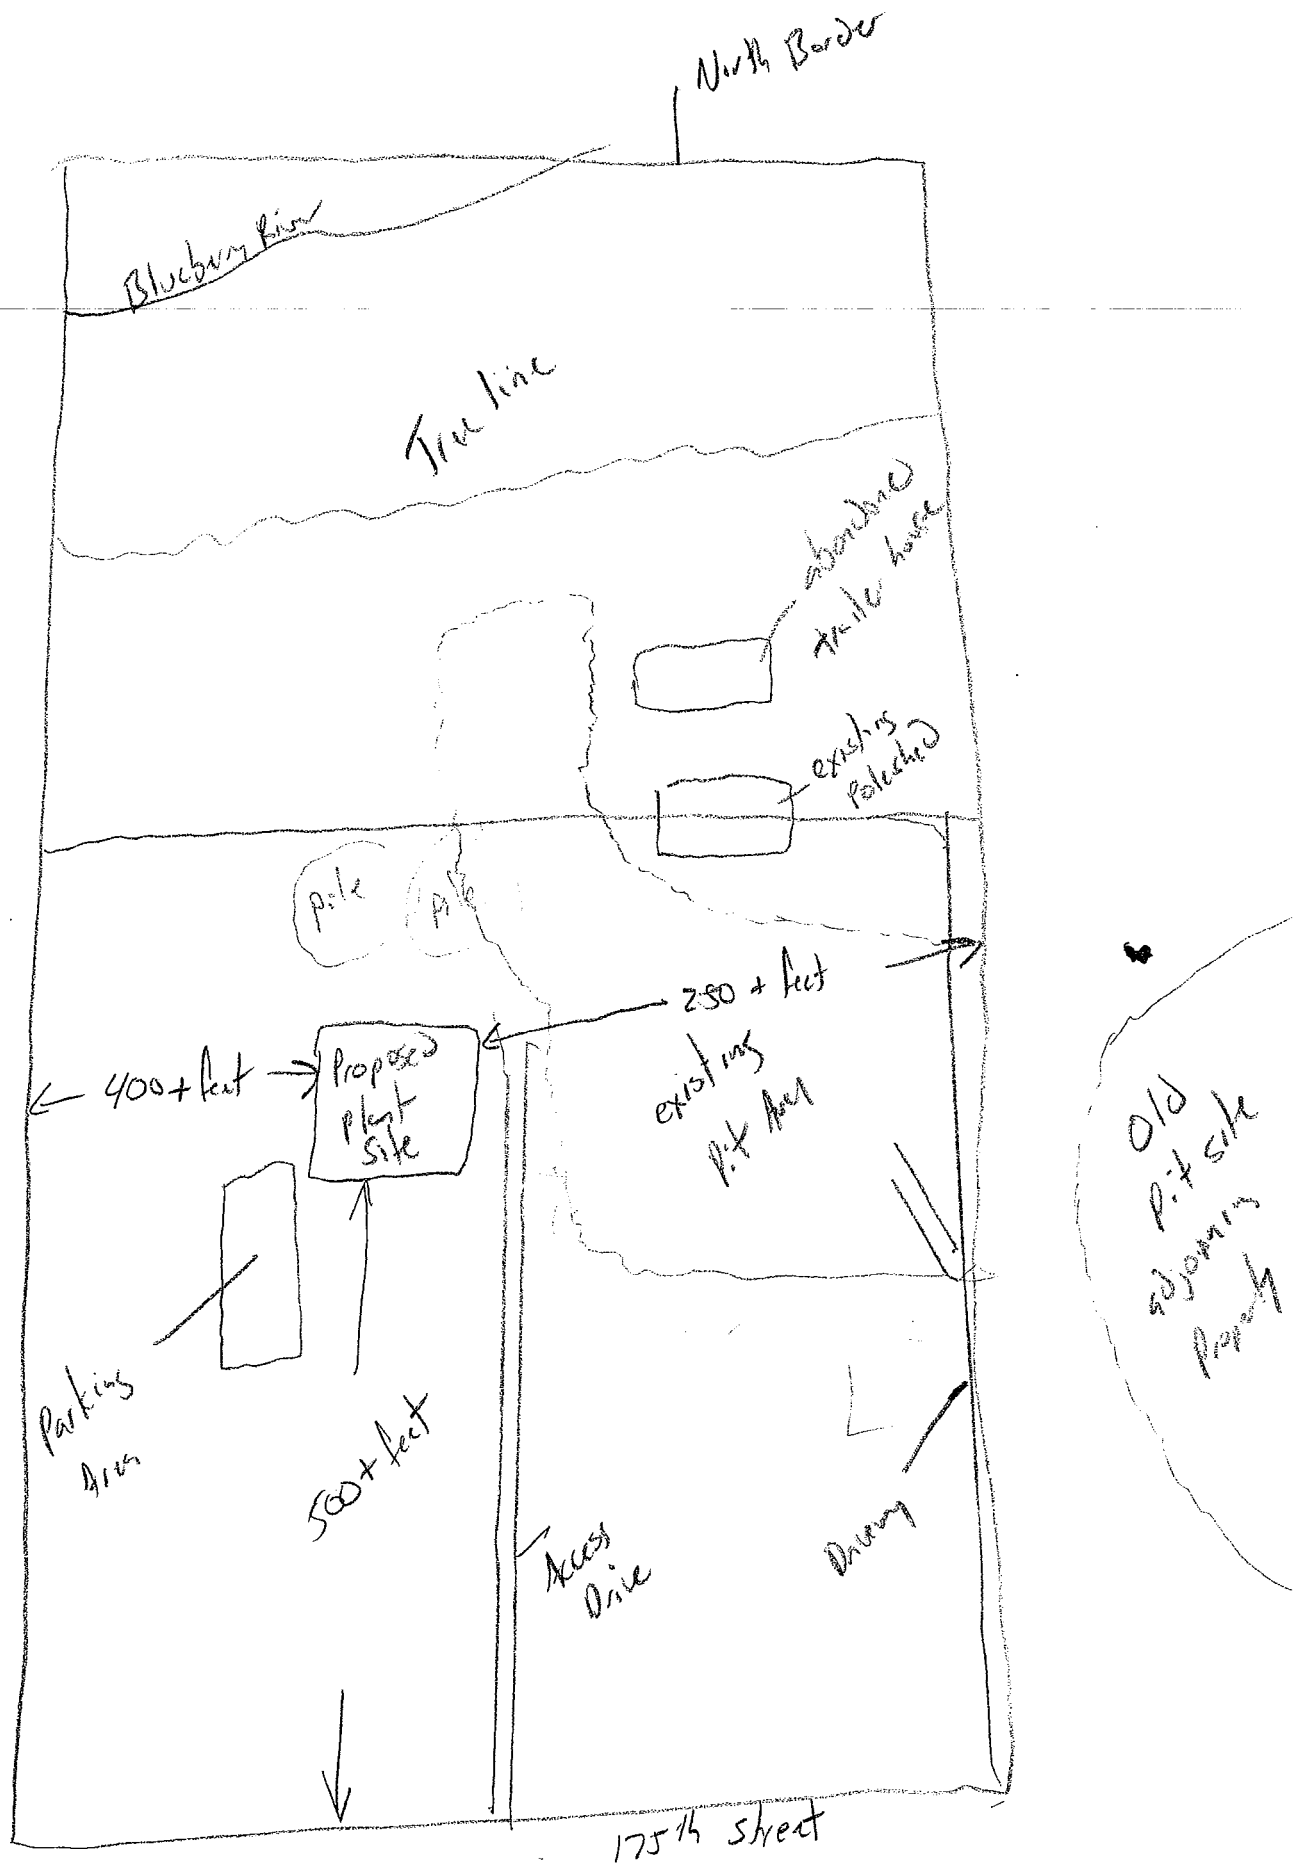 North Border
Blueberry River
Tree line
abandoned
trailer house
existing
Poleshed
pile
pile
250 + feet
400 + feet
Proposed
plant
site
existing
Pit Area
Old
Pit site
adjoining
Property
Parking
Area
500 + feet
Access
Drive
Driveway
175th street